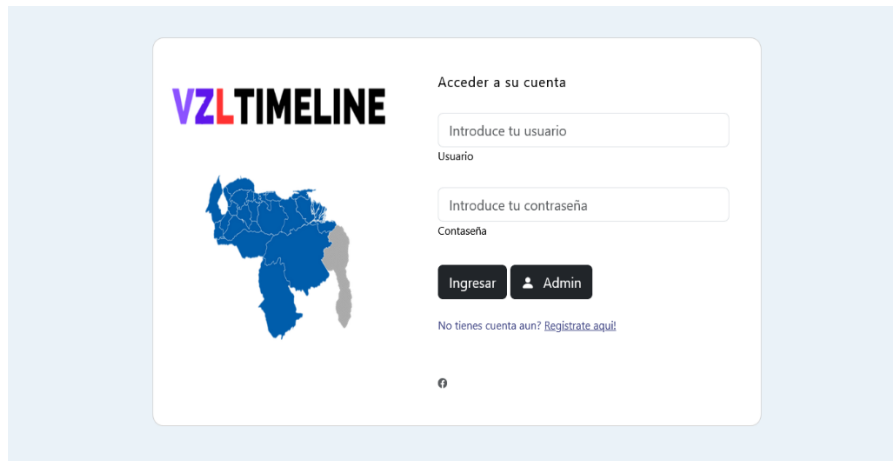 VZLTIMELINE
Acceder a su cuenta
Introduce tu usuario
Usuario
Introduce tu contraseña
Contaseña
Ingresar Admin
No tienes cuenta aun? Registrate aqui!